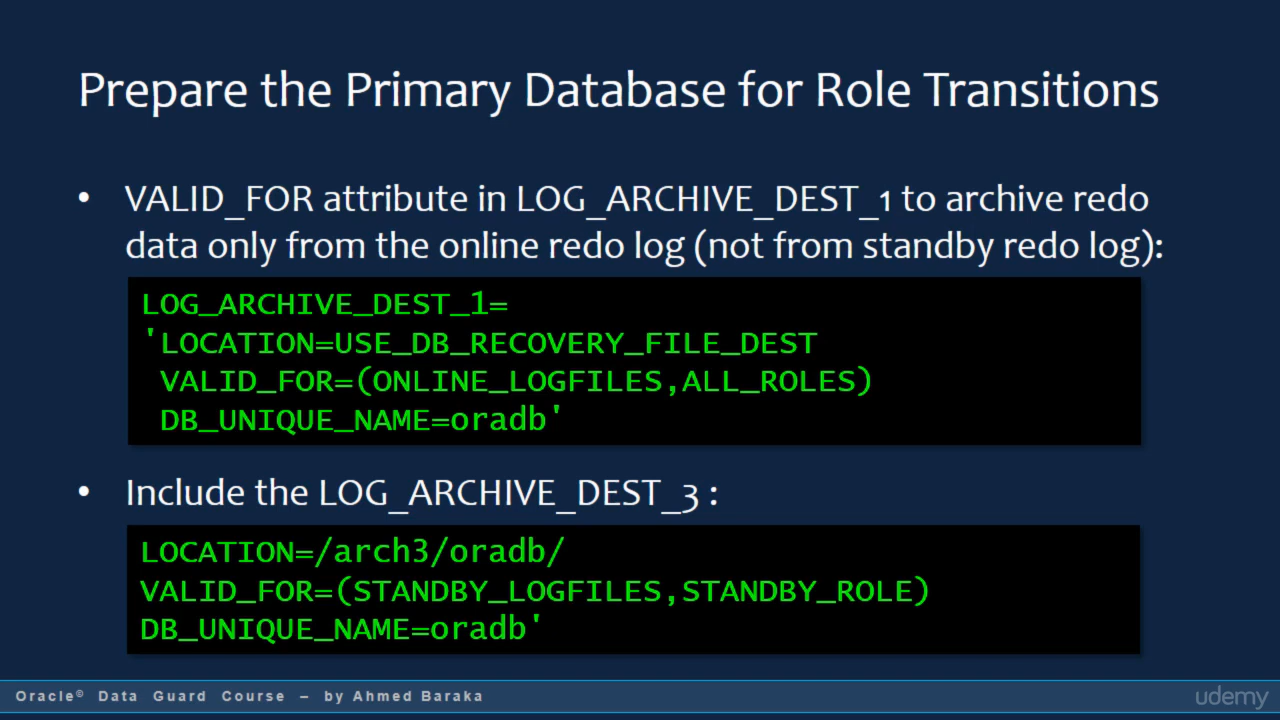 Prepare the Primary Database for Role Transitions
• VALID_FOR attribute in LOG_ARCHIVE_DEST_1 to archive redo
data only from the online redo log (not from standby redo log):
LOG_ARCHIVE_DEST_1=
'LOCATION=USE_DB_RECOVERY_FILE_DEST
VALID_FOR=(ONLINE_LOGFILES,ALL_ROLES)
DB_UNIQUE_NAME=oradb'
• Include the LOG_ARCHIVE_DEST_3 :
LOCATION=/arch3/oradb/
VALID_FOR=(STANDBY_LOGFILES,STANDBY_ROLE)
DB_UNIQUE_NAME=oradb'
Oracle© Data Guard Course – by Ahmed Baraka
udemy